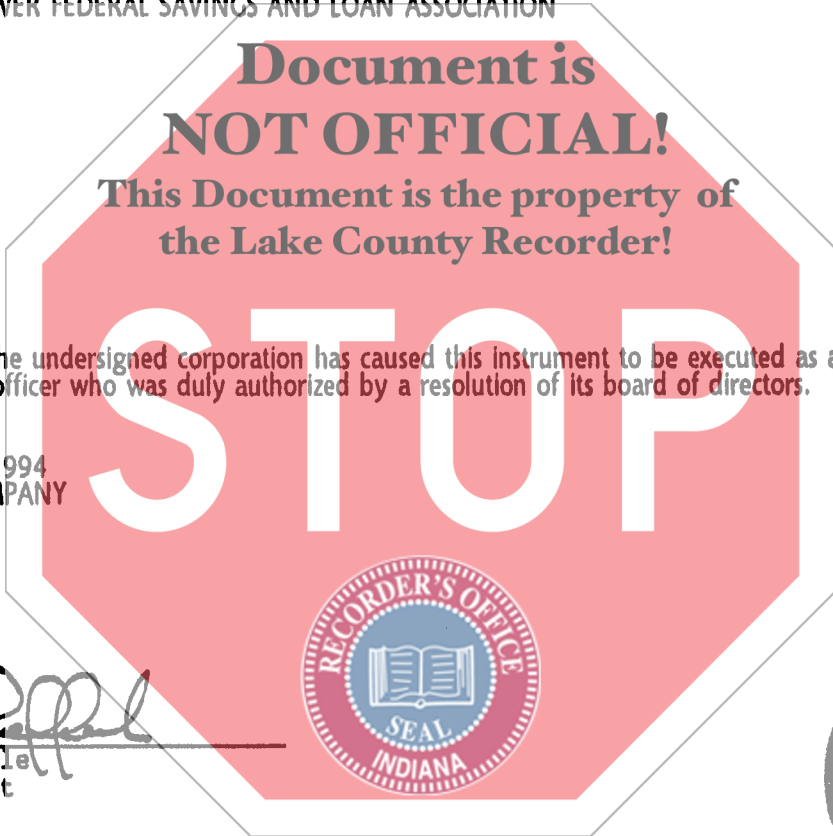 VER FEDERAL SAVINGS AND LOAN ASSOCIATION
Document is
NOT OFFICIAL!
This Document is the property of
the Lake County Recorder!
STOP
he undersigned corporation has caused this instrument to be executed as a
officer who was duly authorized by a resolution of its board of directors.
994
MPANY
RECORDER'S OFFICE
SEAL
INDIANA
le
t